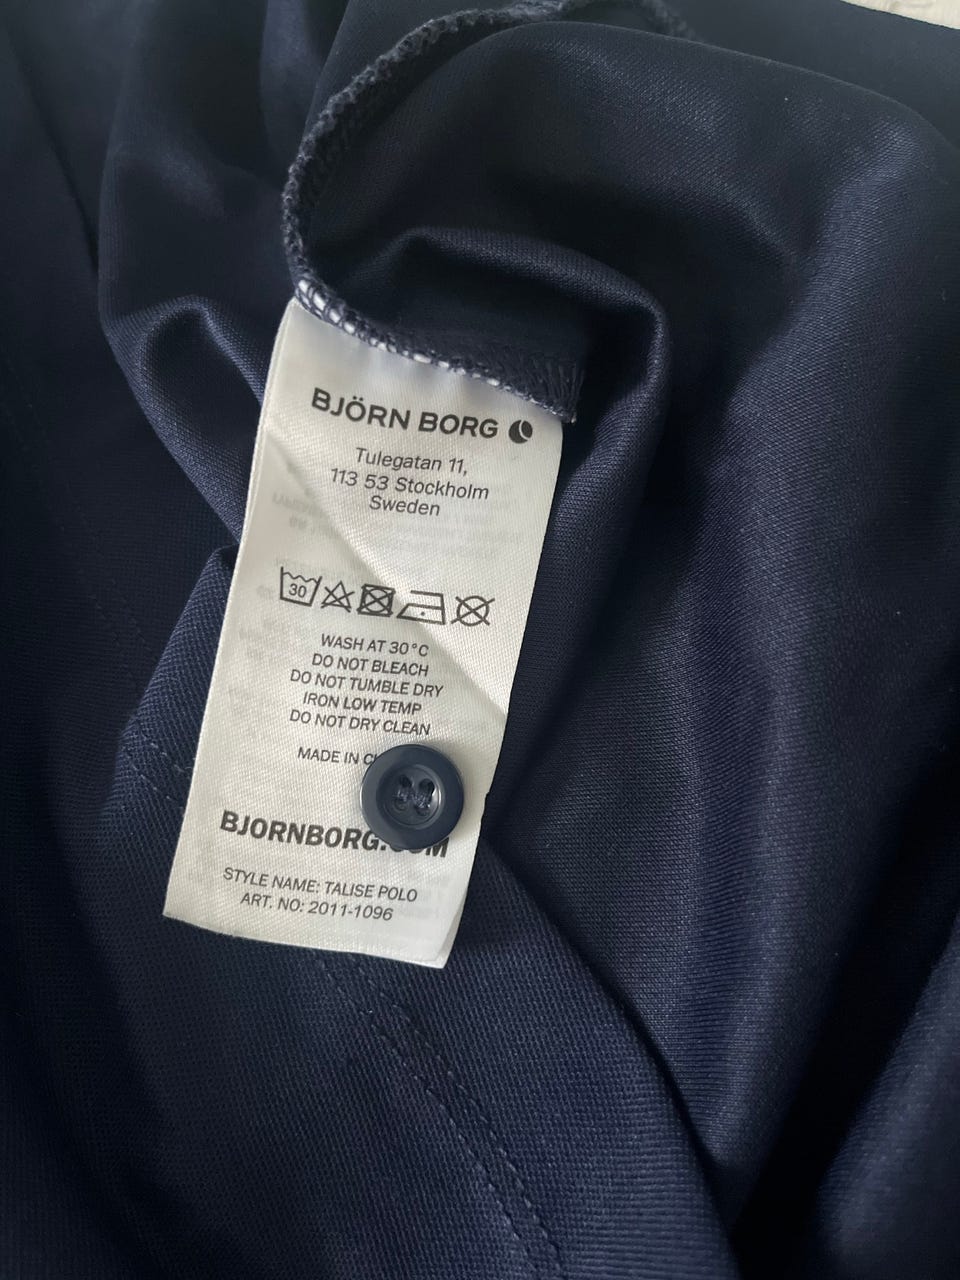 BJÖRN BORG
Tulegatan 11,
113 53 Stockholm
Sweden
30
WASH AT 30°C
DO NOT BLEACH
DO NOT TUMBLE DRY
IRON LOW TEMP
DO NOT DRY CLEAN
MADE IN
BJORNBORG.COM
STYLE NAME: TALISE POLO
ART. NO: 2011-1096